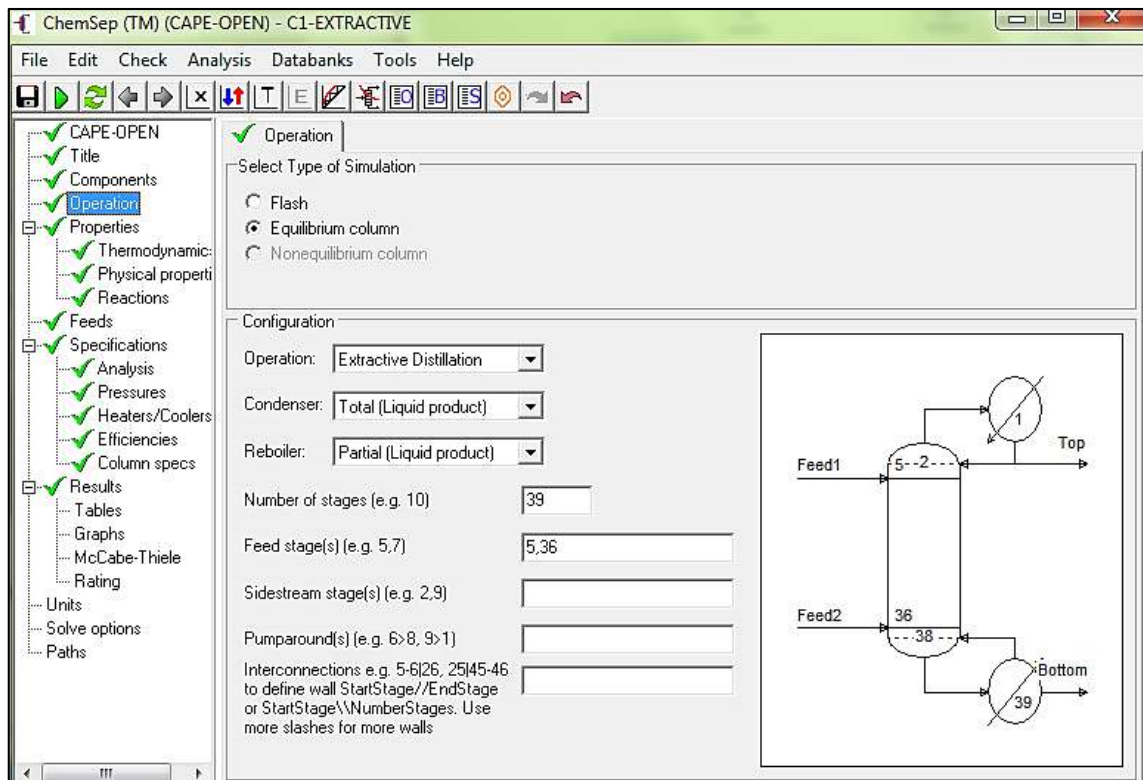 ChemSep (TM) (CAPE-OPEN) - C1-EXTRACTIVE
File Edit Check Analysis Databanks Tools Help
CAPE-OPEN
Title
Components
Operation
Properties
Thermodynamic:
Physical properti
Reactions
Feeds
Specifications
Analysis
Pressures
Heaters/Coolers
Efficiencies
Column specs
Results
Tables
Graphs
McCabe-Thiele
Rating
Units
Solve options
Paths
Operation
Select Type of Simulation
Flash
Equilibrium column
Nonequilibrium column
Configuration
Operation: Extractive Distillation
Condenser: Total (Liquid product)
Reboiler: Partial (Liquid product)
Number of stages (e.g. 10) 39
Feed stage(s) (e.g. 5,7) 5,36
Sidestream stage(s) (e.g. 2,9)
Pumparound(s) (e.g. 6>8, 9>1)
Interconnections e.g. 5-6|26, 25|45-46
to define wall StartStage//EndStage
or StartStage\\NumberStages. Use
more slashes for more walls
1
Top
Feed1
5
2
Feed2
36
38
Bottom
39